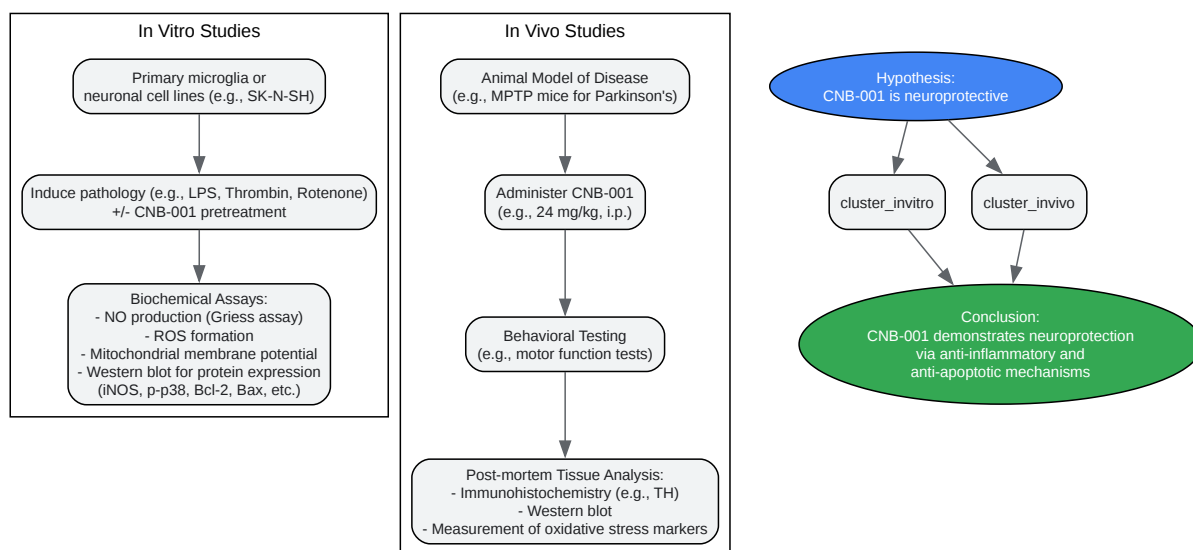 In Vitro Studies
Primary microglia or
neuronal cell lines (e.g., SK-N-SH)
Induce pathology (e.g., LPS, Thrombin, Rotenone)
+/- CNB-001 pretreatment
Biochemical Assays:
- NO production (Griess assay)
- ROS formation
- Mitochondrial membrane potential
- Western blot for protein expression
(iNOS, p-p38, Bcl-2, Bax, etc.)
In Vivo Studies
Animal Model of Disease
(e.g., MPTP mice for Parkinson's)
Administer CNB-001
(e.g., 24 mg/kg, i.p.)
Behavioral Testing
(e.g., motor function tests)
Post-mortem Tissue Analysis:
- Immunohistochemistry (e.g., TH)
- Western blot
- Measurement of oxidative stress markers
Hypothesis:
CNB-001 is neuroprotective
cluster_invitro
cluster_invivo
Conclusion:
CNB-001 demonstrates neuroprotection
via anti-inflammatory and
anti-apoptotic mechanisms